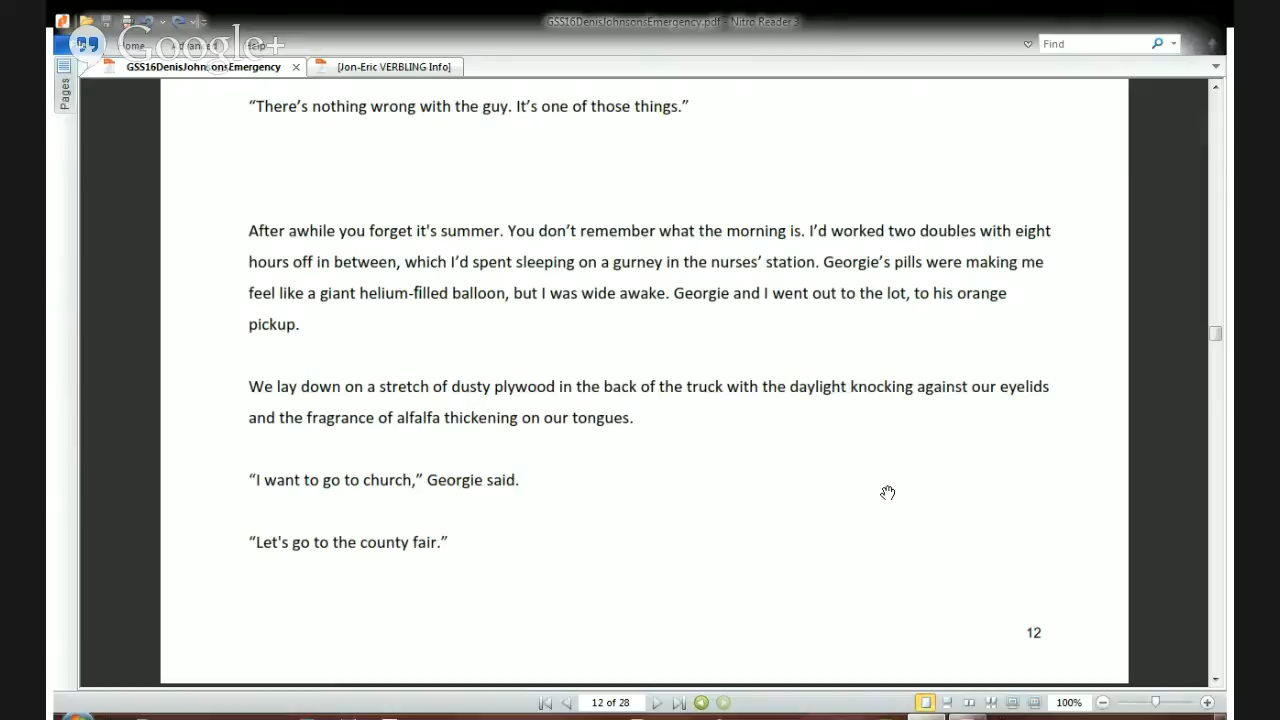 GSS16DenisJohnsonsEmergency.pdf - Nitro Reader 3
Google+
File Home Advanced Help
Find
GSS16DenisJohnsonsEmergency
[Jon-Eric VERBLING Info]
Pages
“There’s nothing wrong with the guy. It’s one of those things.”
After awhile you forget it's summer. You don’t remember what the morning is. I’d worked two doubles with eight
hours off in between, which I’d spent sleeping on a gurney in the nurses’ station. Georgie’s pills were making me
feel like a giant helium-filled balloon, but I was wide awake. Georgie and I went out to the lot, to his orange
pickup.
We lay down on a stretch of dusty plywood in the back of the truck with the daylight knocking against our eyelids
and the fragrance of alfalfa thickening on our tongues.
“I want to go to church,” Georgie said.
“Let's go to the county fair.”
12
12 of 28
100%